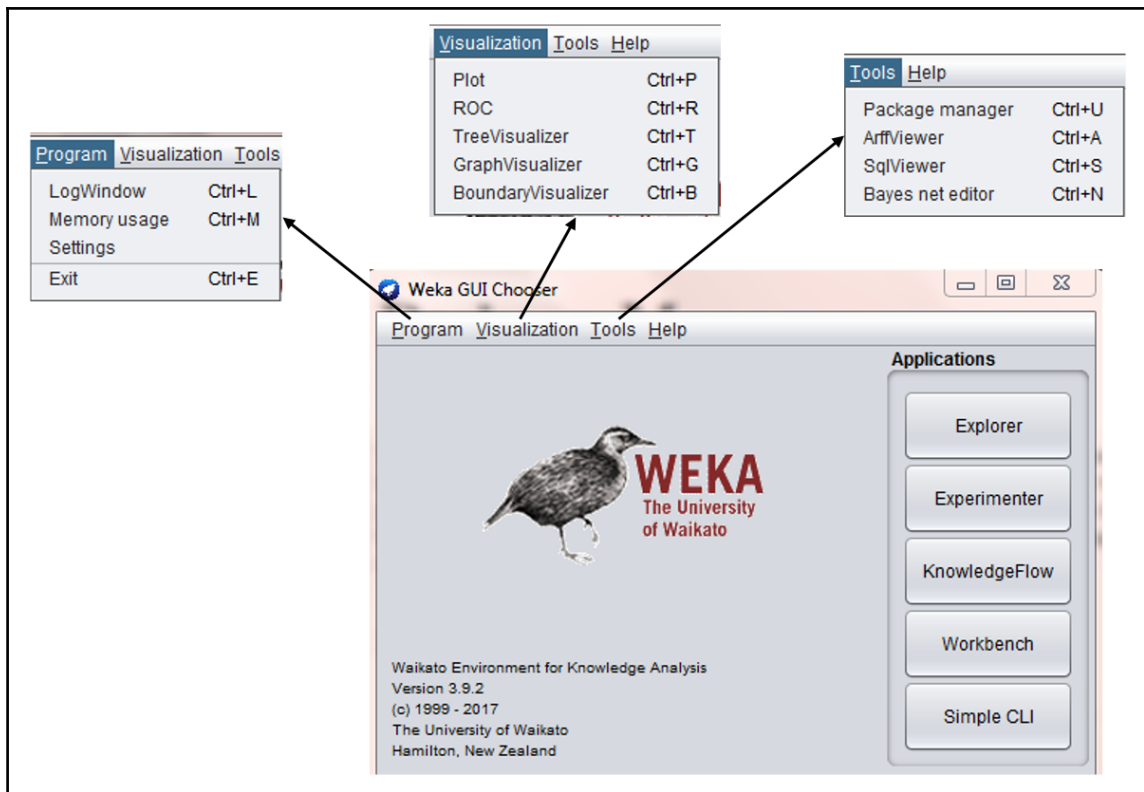 Visualization Tools Help
Plot Ctrl+P
ROC Ctrl+R
TreeVisualizer Ctrl+T
GraphVisualizer Ctrl+G
BoundaryVisualizer Ctrl+B
Tools Help
Package manager Ctrl+U
ArffViewer Ctrl+A
SqlViewer Ctrl+S
Bayes net editor Ctrl+N
Program Visualization Tools
LogWindow Ctrl+L
Memory usage Ctrl+M
Settings
Exit Ctrl+E
Weka GUI Chooser
Program Visualization Tools Help
Applications
Explorer
Experimenter
KnowledgeFlow
Workbench
Simple CLI
WEKA
The University
of Waikato
Waikato Environment for Knowledge Analysis
Version 3.9.2
(c) 1999 - 2017
The University of Waikato
Hamilton, New Zealand